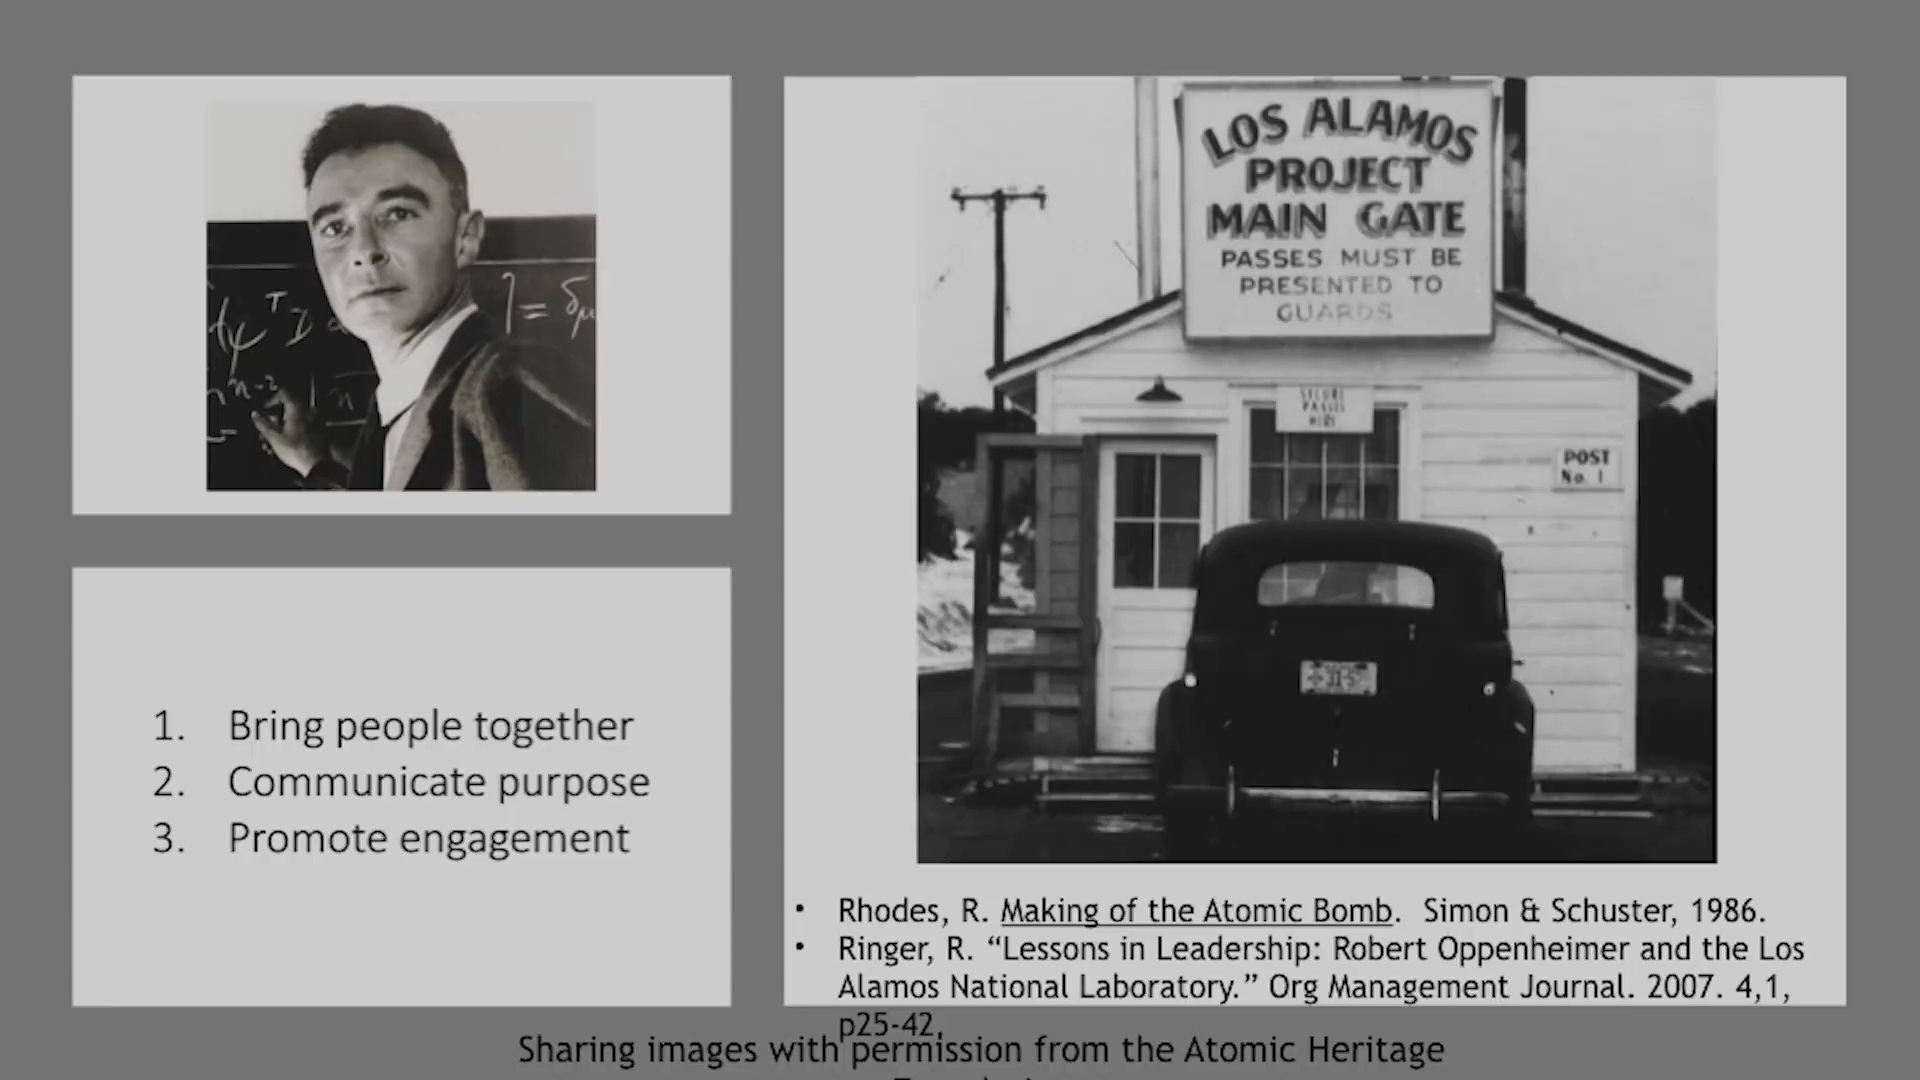 1. Bring people together
2. Communicate purpose
3. Promote engagement
LOS ALAMOS
PROJECT
MAIN GATE
PASSES MUST BE
PRESENTED TO
GUARDS
SECURE
PASSES
HERE
POST
No. 1
• Rhodes, R. Making of the Atomic Bomb. Simon & Schuster, 1986.
• Ringer, R. “Lessons in Leadership: Robert Oppenheimer and the Los
Alamos National Laboratory.” Org Management Journal. 2007. 4,1,
p25-42.
Sharing images with permission from the Atomic Heritage